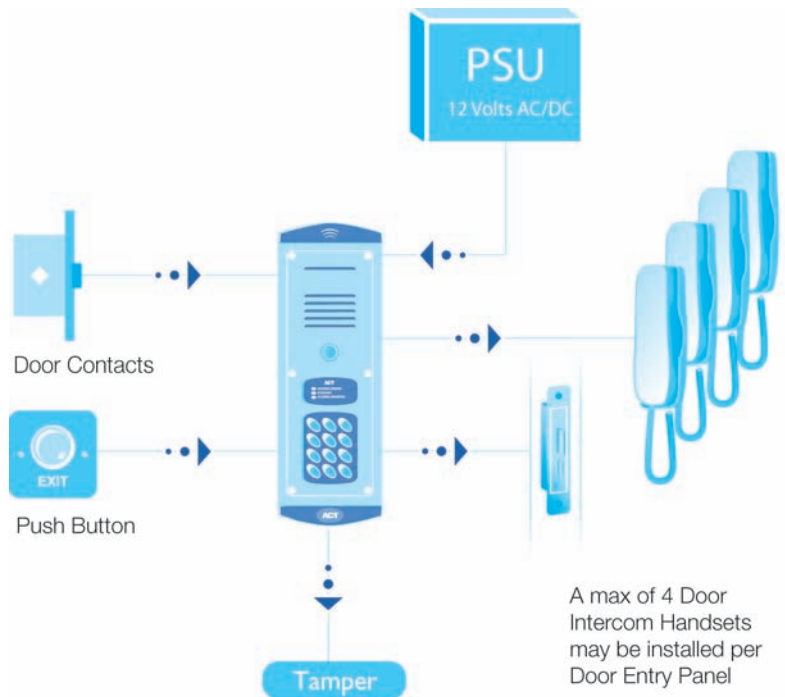 PSU
12 Volts AC/DC
Door Contacts
EXIT
Push Button
ACT
ACT
Tamper
A max of 4 Door
Intercom Handsets
may be installed per
Door Entry Panel